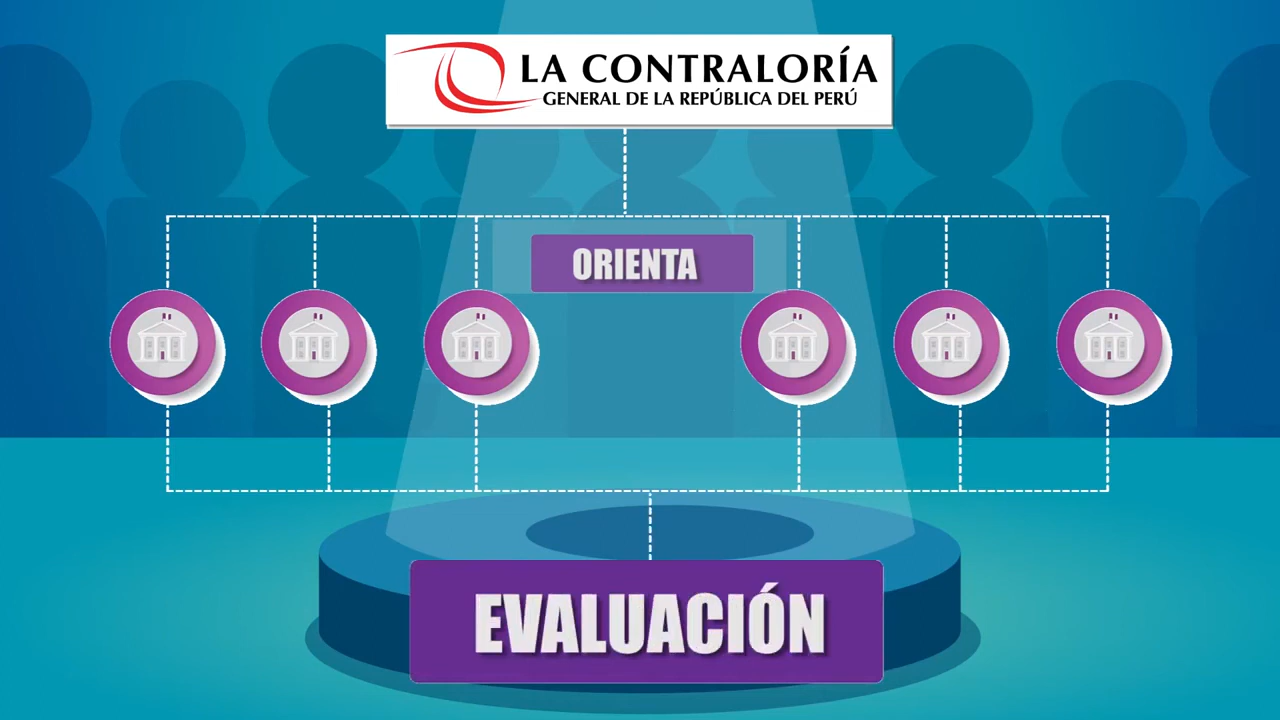 LA CONTRALORÍA
GENERAL DE LA REPÚBLICA DEL PERÚ
ORIENTA
EVALUACIÓN